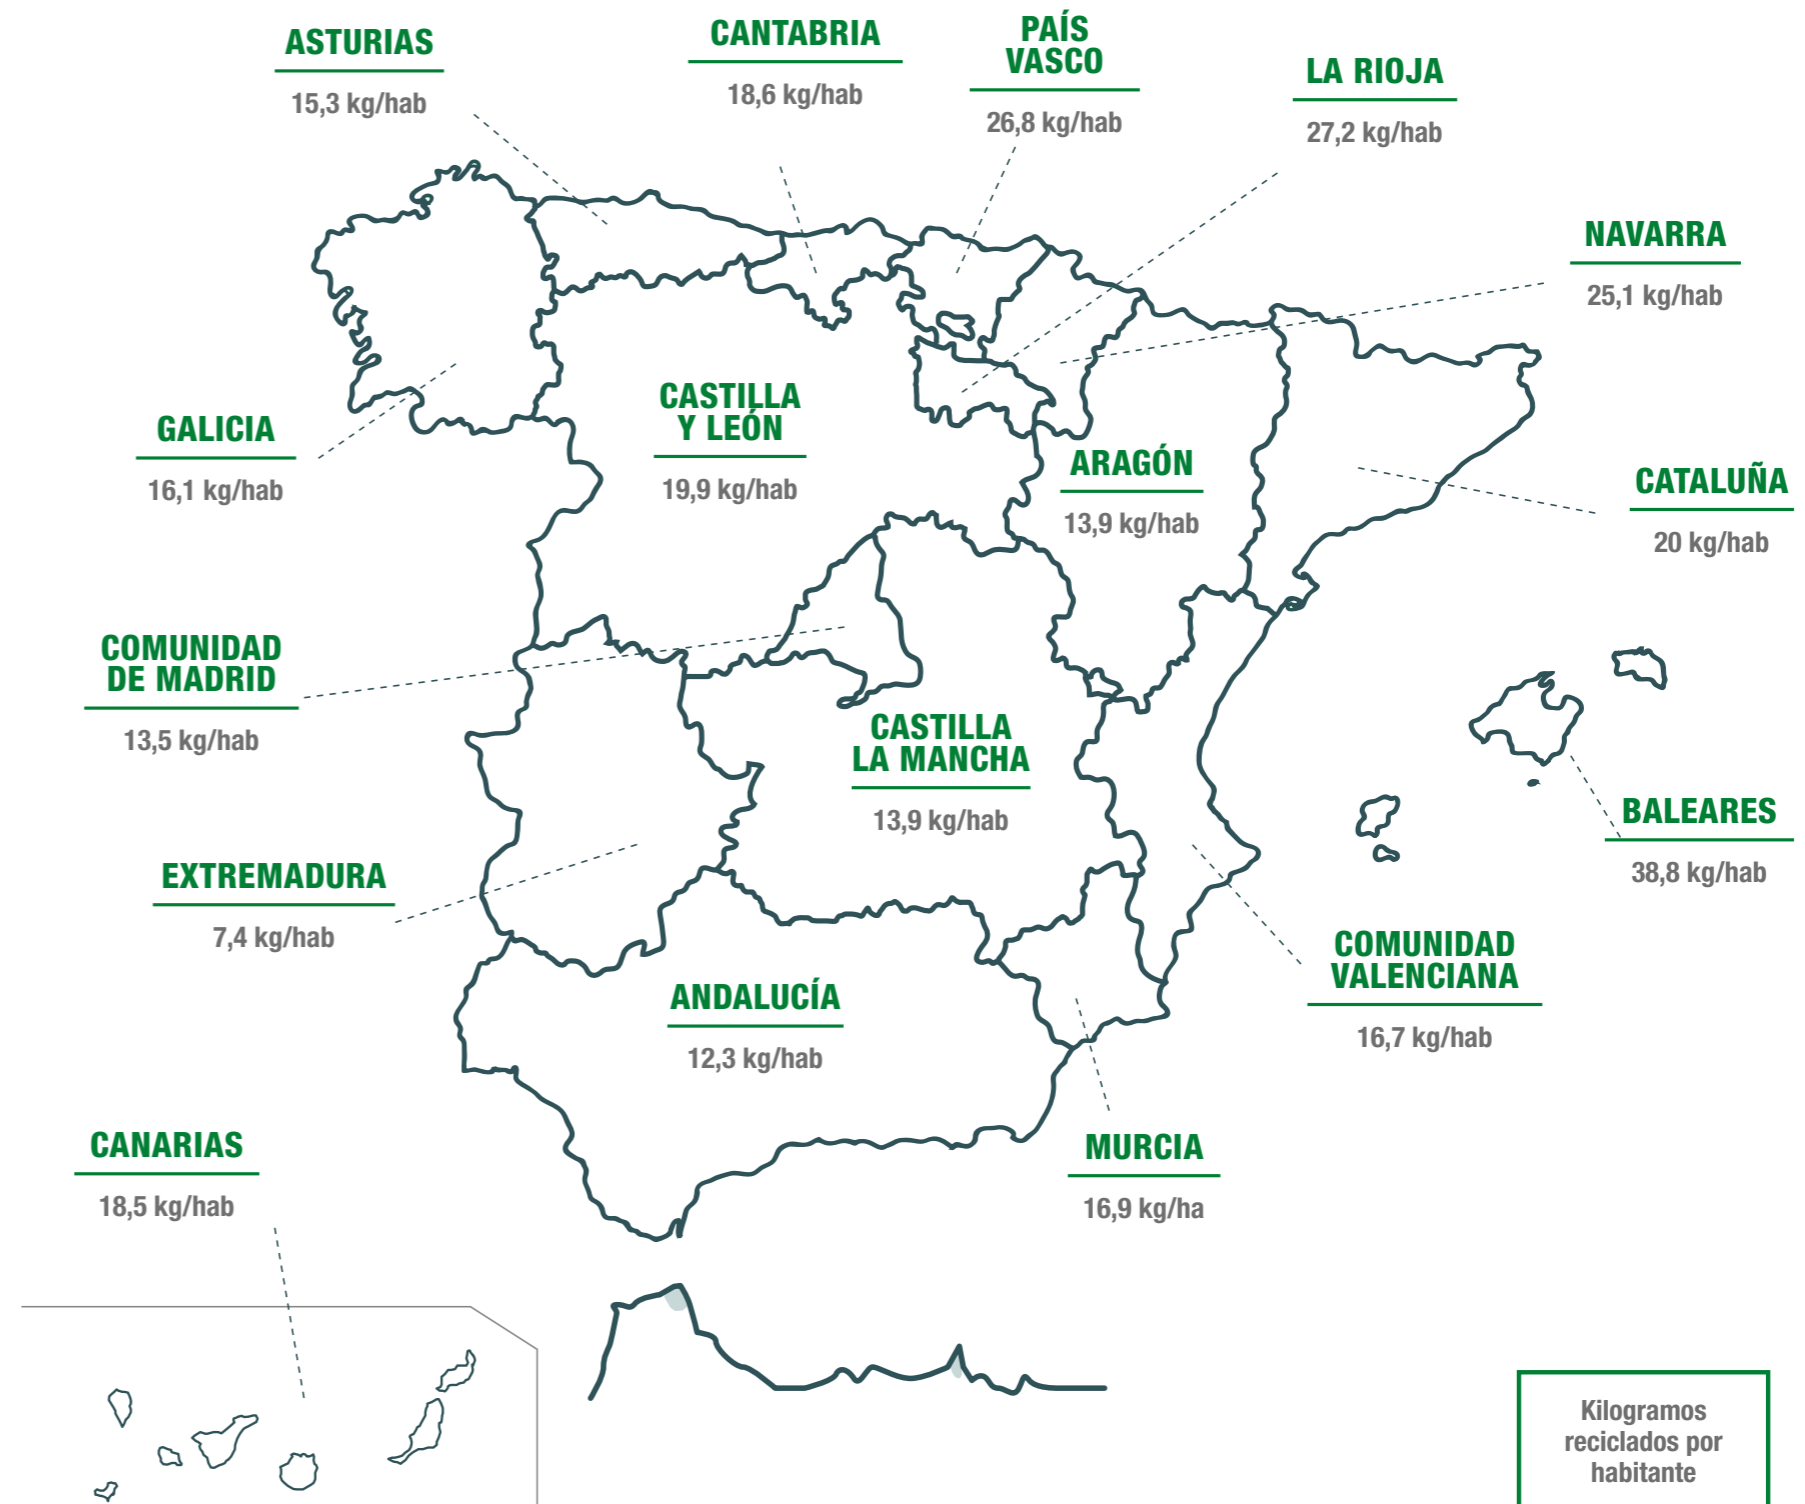 ASTURIAS
15,3 kg/hab
CANTABRIA
18,6 kg/hab
PAÍS
VASCO
26,8 kg/hab
LA RIOJA
27,2 kg/hab
NAVARRA
25,1 kg/hab
GALICIA
16,1 kg/hab
CASTILLA
Y LEÓN
19,9 kg/hab
ARAGÓN
13,9 kg/hab
CATALUÑA
20 kg/hab
COMUNIDAD
DE MADRID
13,5 kg/hab
CASTILLA
LA MANCHA
13,9 kg/hab
BALEARES
38,8 kg/hab
EXTREMADURA
7,4 kg/hab
COMUNIDAD
VALENCIANA
16,7 kg/hab
ANDALUCÍA
12,3 kg/hab
MURCIA
16,9 kg/ha
CANARIAS
18,5 kg/hab
Kilogramos
reciclados por
habitante